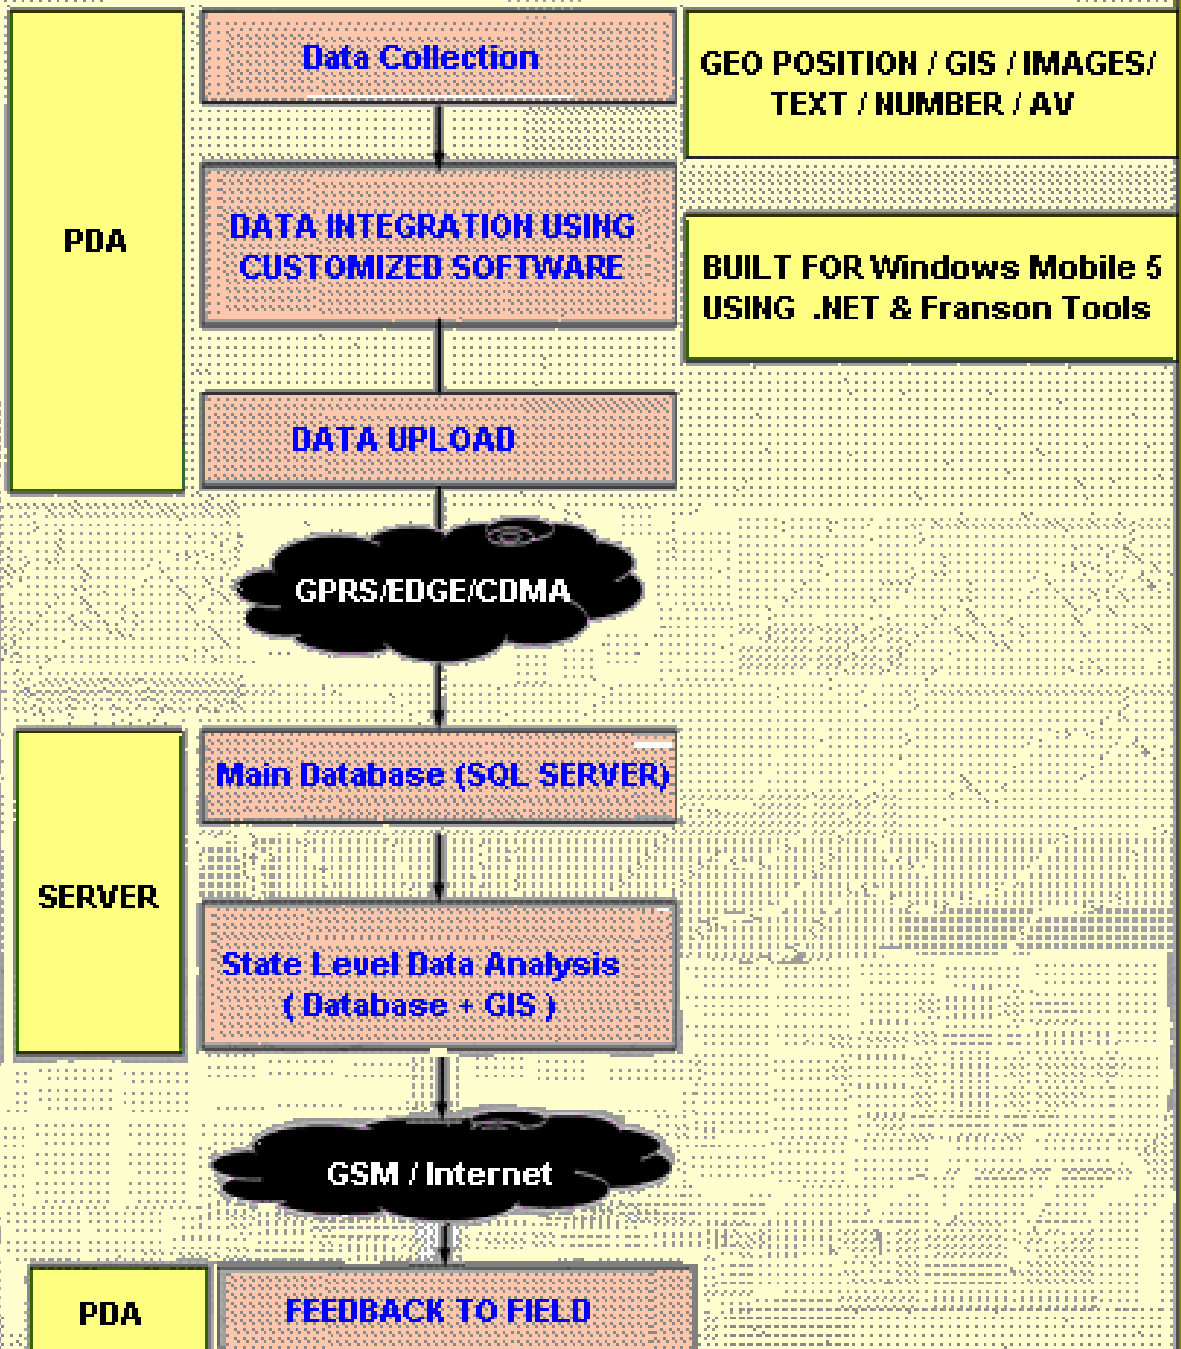 Data Collection
GEO POSITION / GIS / IMAGES/
TEXT / NUMBER / AV
PDA
DATA INTEGRATION USING
CUSTOMIZED SOFTWARE
BUILT FOR Windows Mobile 5
USING .NET & Franson Tools
DATA UPLOAD
GPRS/EDGE/CDMA
SERVER
Main Database (SQL SERVER)
State Level Data Analysis
( Database + GIS )
GSM / Internet
PDA
FEEDBACK TO FIELD